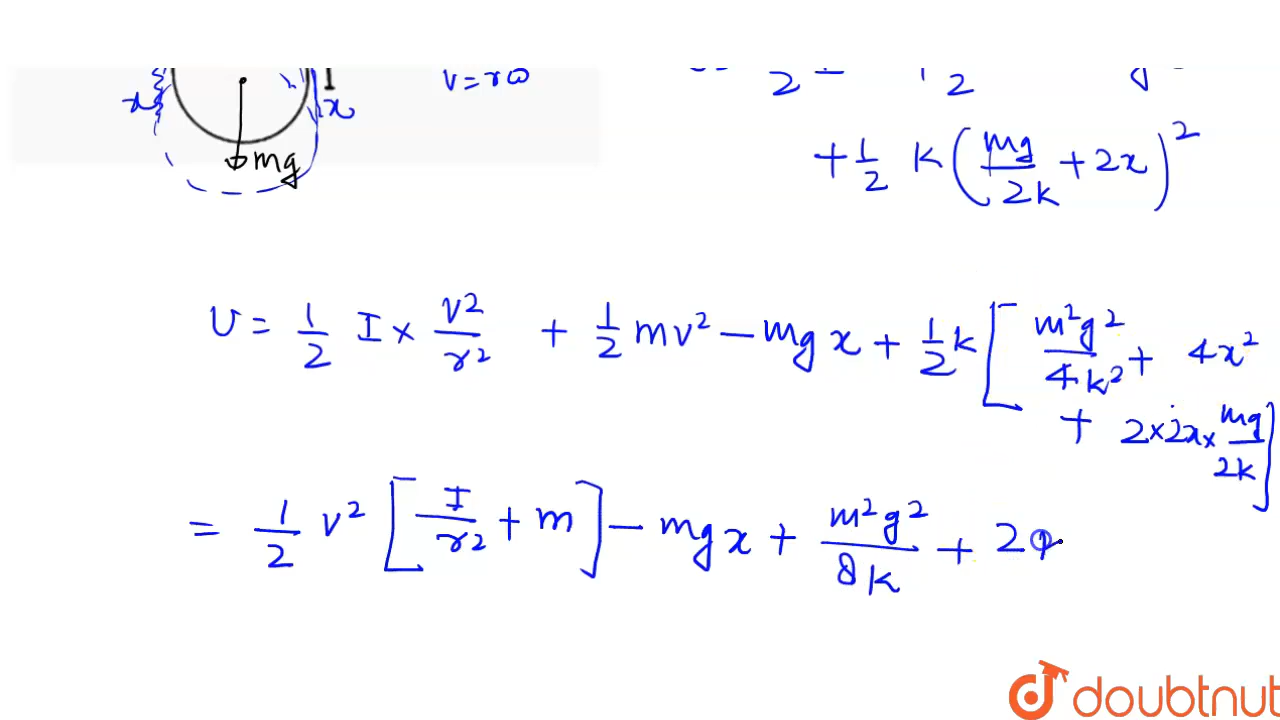 I
x
x
v = rω
mg
2 2
+ 1/2 k (mg/2k + 2x)²
U = 1/2 I × v²/r² + 1/2 mv² - mgx + 1/2 k [m²g²/4k² + 4x²
+ 2×2x× mg/2k]
= 1/2 v² [I/r² + m] - mgx + m²g²/8k + 2
doubtnut